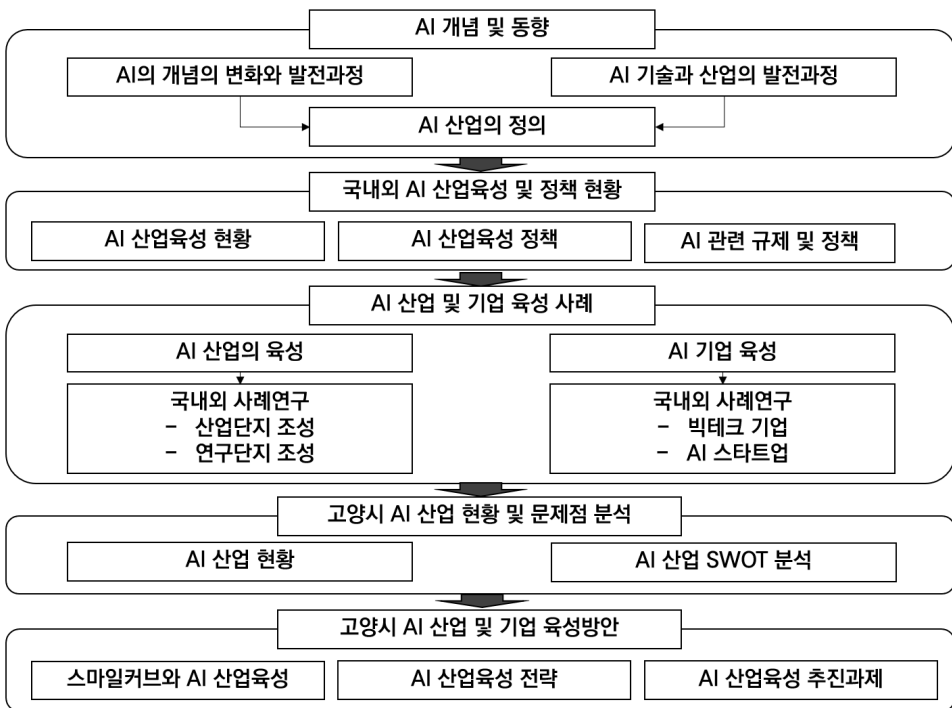 AI 개념 및 동향
AI의 개념의 변화와 발전과정
AI 기술과 산업의 발전과정
AI 산업의 정의
국내외 AI 산업육성 및 정책 현황
AI 산업육성 현황
AI 산업육성 정책
AI 관련 규제 및 정책
AI 산업 및 기업 육성 사례
AI 산업의 육성
AI 기업 육성
국내외 사례연구
- 산업단지 조성
- 연구단지 조성
국내외 사례연구
- 빅테크 기업
- AI 스타트업
고양시 AI 산업 현황 및 문제점 분석
AI 산업 현황
AI 산업 SWOT 분석
고양시 AI 산업 및 기업 육성방안
스마일커브와 AI 산업육성
AI 산업육성 전략
AI 산업육성 추진과제